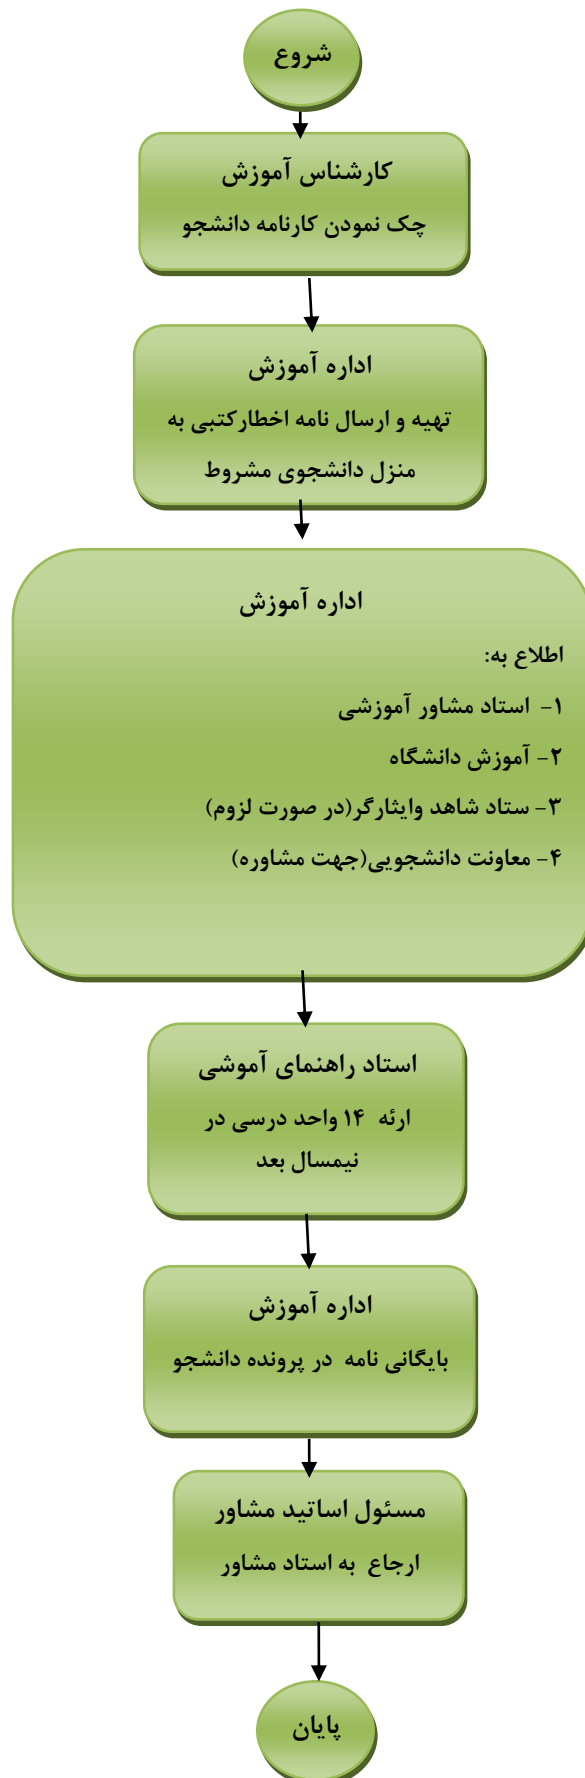 شروع
کارشناس آموزش
چک نمودن کارنامه دانشجو
اداره آموزش
تهیه و ارسال نامه اخطارکتبی به
منزل دانشجوی مشروط
اداره آموزش
اطلاع به:
۱- استاد مشاور آموزشی
۲- آموزش دانشگاه
۳- ستاد شاهد وایثارگر(در صورت لزوم)
۴- معاونت دانشجویی(جهت مشاوره)
استاد راهنمای آموشی
ارئه ۱۴ واحد درسی در
نیمسال بعد
اداره آموزش
بایگانی نامه در پرونده دانشجو
مسئول اساتید مشاور
ارجاع به استاد مشاور
پایان